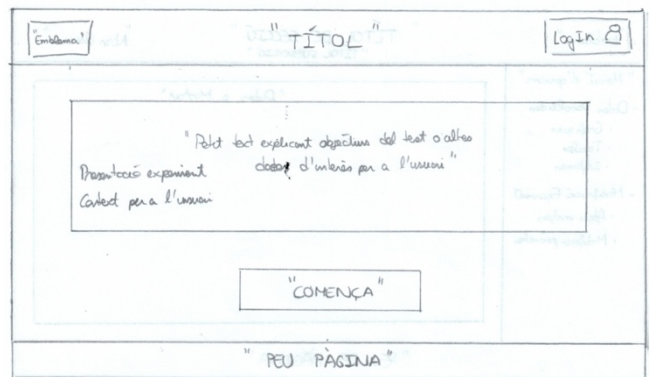 "Emblema"
"TÍTOL"
LogIn
"Petit text explicant objectius del test o altres
dades d'interès per a l'usuari"
Presentació experiment
Context per a l'usuari
"COMENÇA"
"PEU PÀGINA"